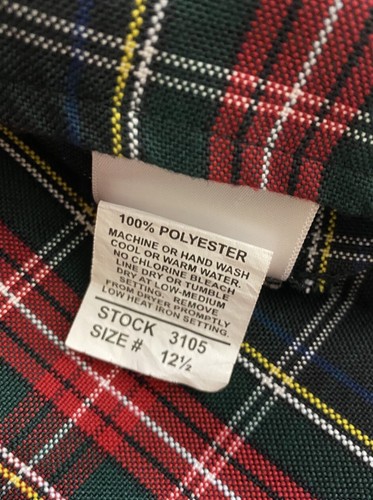 100% POLYESTER
MACHINE OR HAND WASH
COOL OR WARM WATER.
NO CHLORINE BLEACH
LINE DRY OR TUMBLE
DRY AT LOW-MEDIUM
SETTING. REMOVE
FROM DRYER PROMPTLY
LOW HEAT IRON SETTING.
STOCK 3105
SIZE # 12½